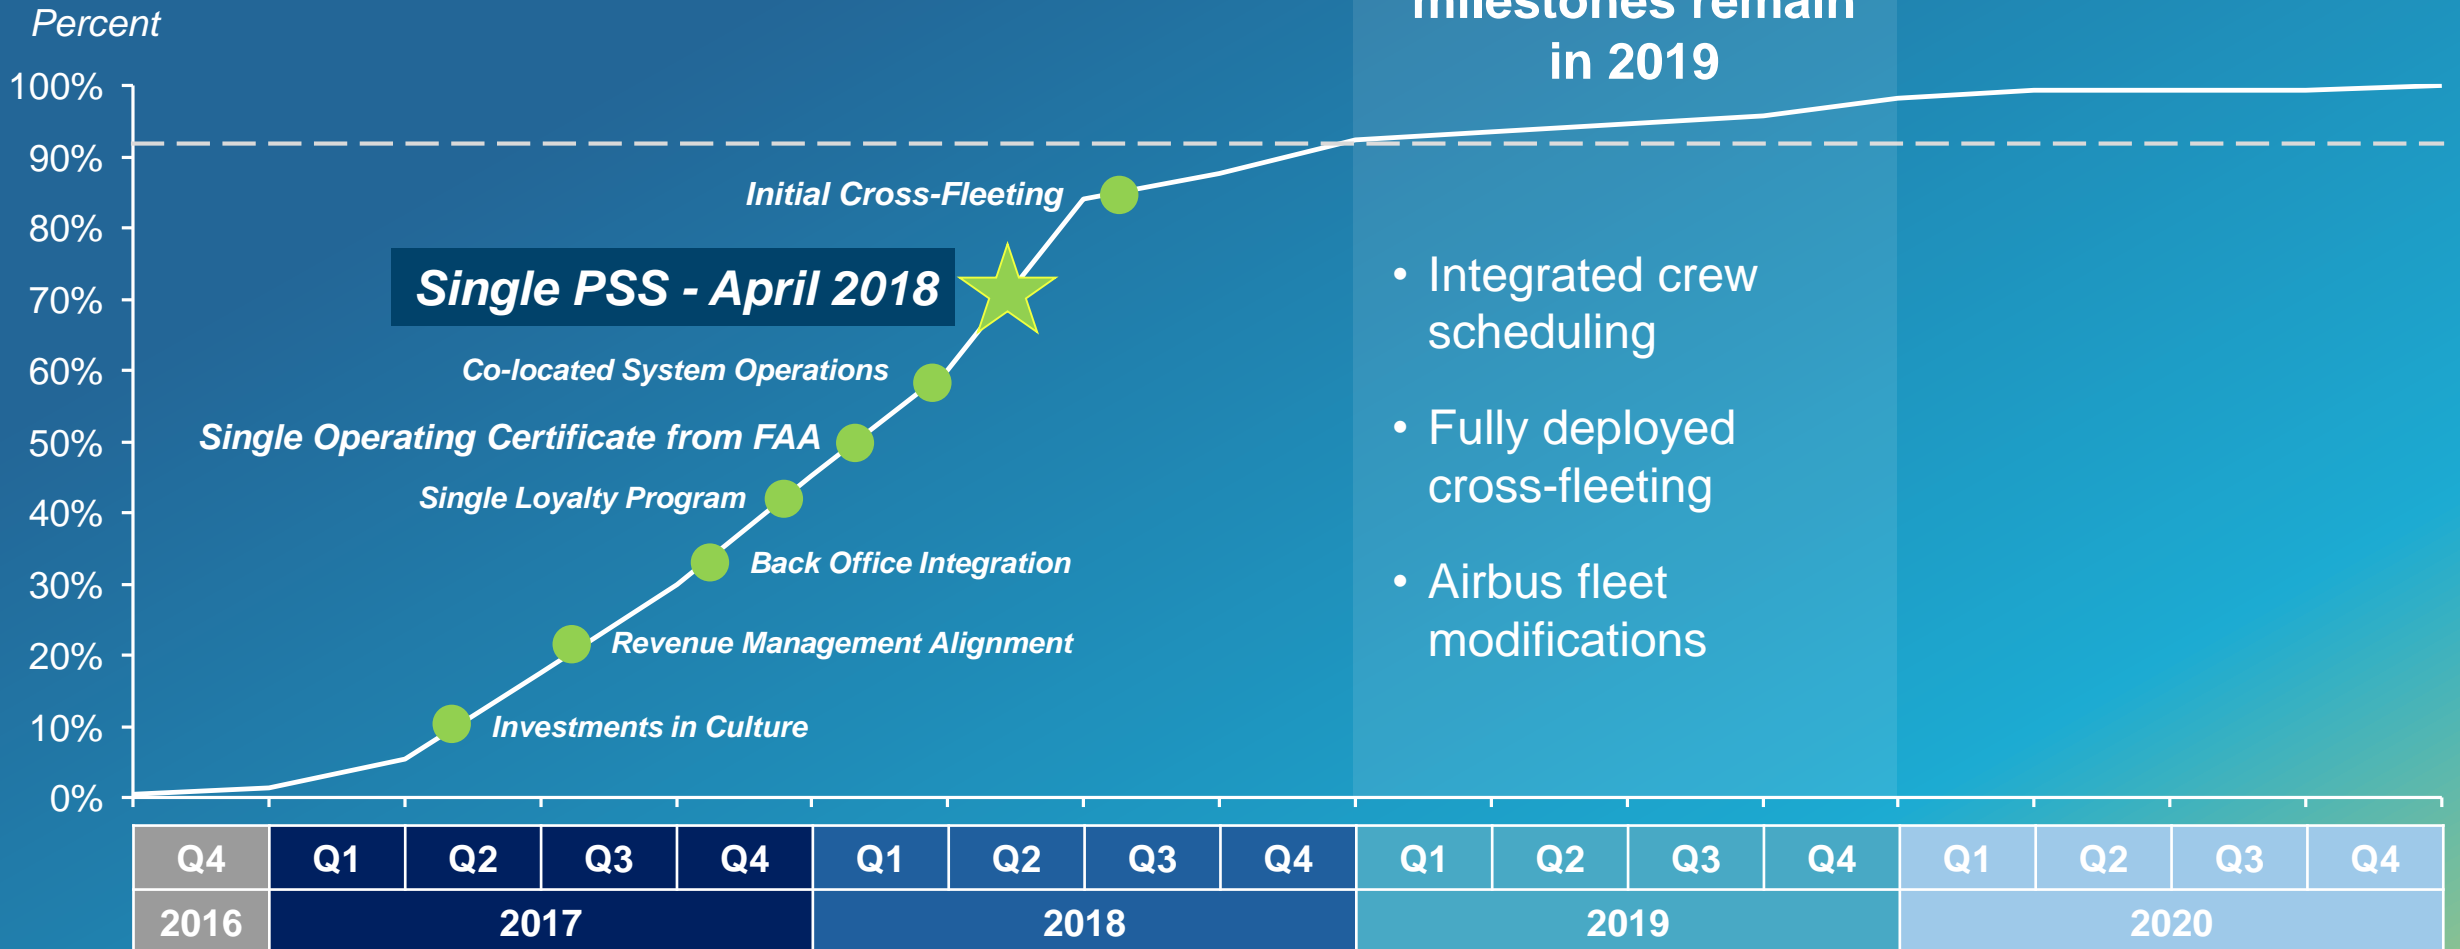 Percent
milestones remain
in 2019
100%
90%
80%
70%
60%
50%
40%
30%
20%
10%
0%
Initial Cross-Fleeting
Single PSS - April 2018
Co-located System Operations
Single Operating Certificate from FAA
Single Loyalty Program
Back Office Integration
Revenue Management Alignment
Investments in Culture
• Integrated crew
scheduling
• Fully deployed
cross-fleeting
• Airbus fleet
modifications
Q4 Q1 Q2 Q3 Q4 Q1 Q2 Q3 Q4 Q1 Q2 Q3 Q4 Q1 Q2 Q3 Q4
2016 2017 2018 2019 2020